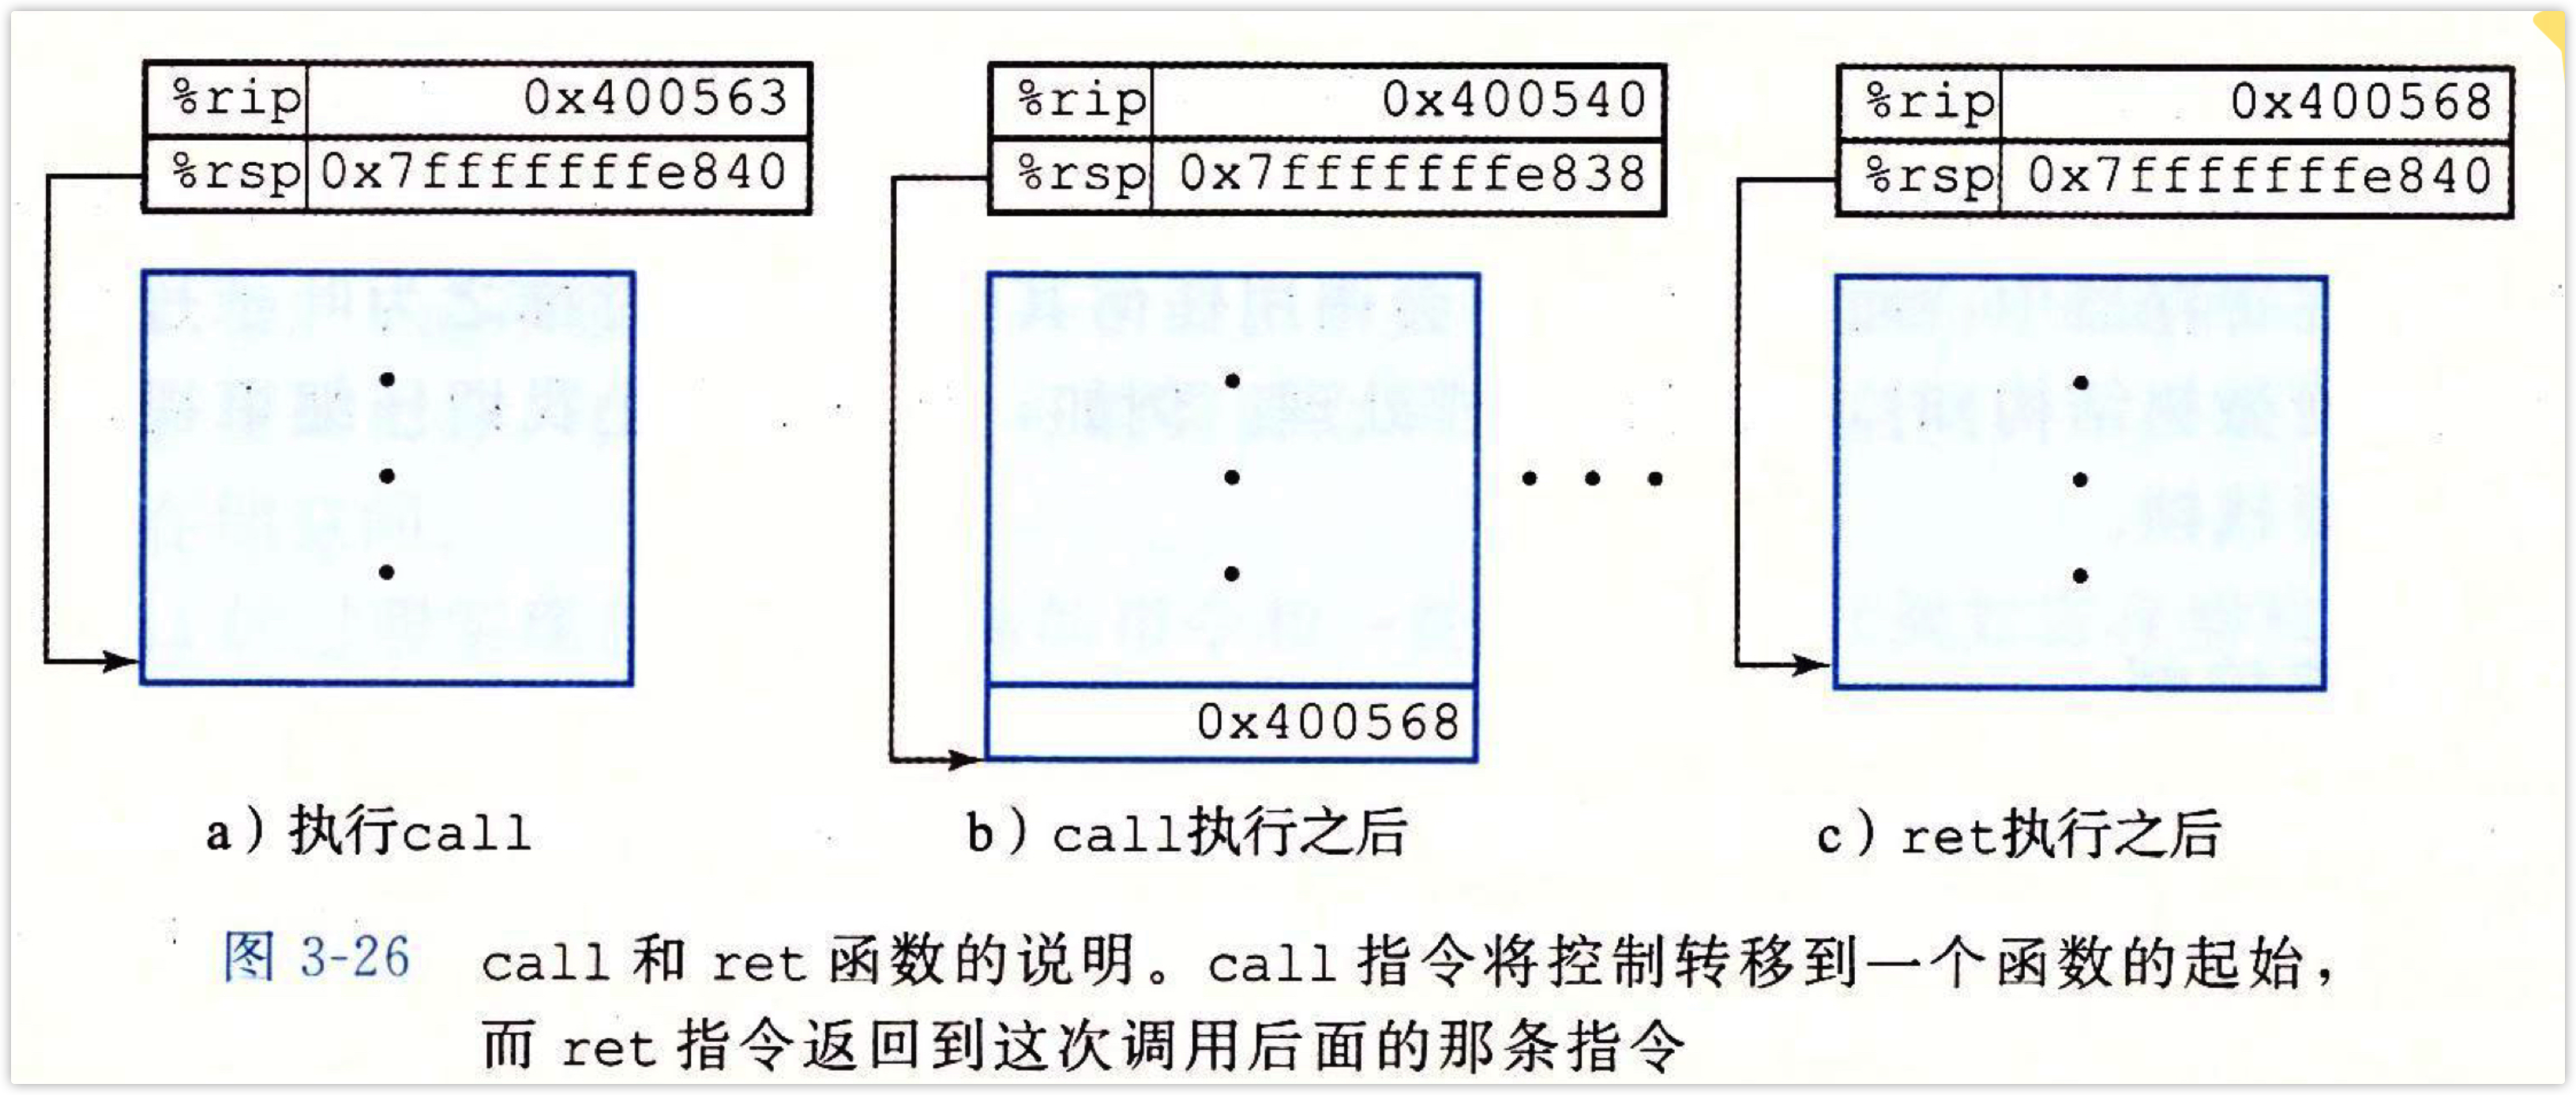 %rip 0x400563
%rsp 0x7fffffffe840
%rip 0x400540
%rsp 0x7fffffffe838
%rip 0x400568
%rsp 0x7fffffffe840
0x400568
a）执行call
b）call执行之后
c）ret执行之后
图 3-26 call 和 ret 函数的说明。call 指令将控制转移到一个函数的起始，
而 ret 指令返回到这次调用后面的那条指令